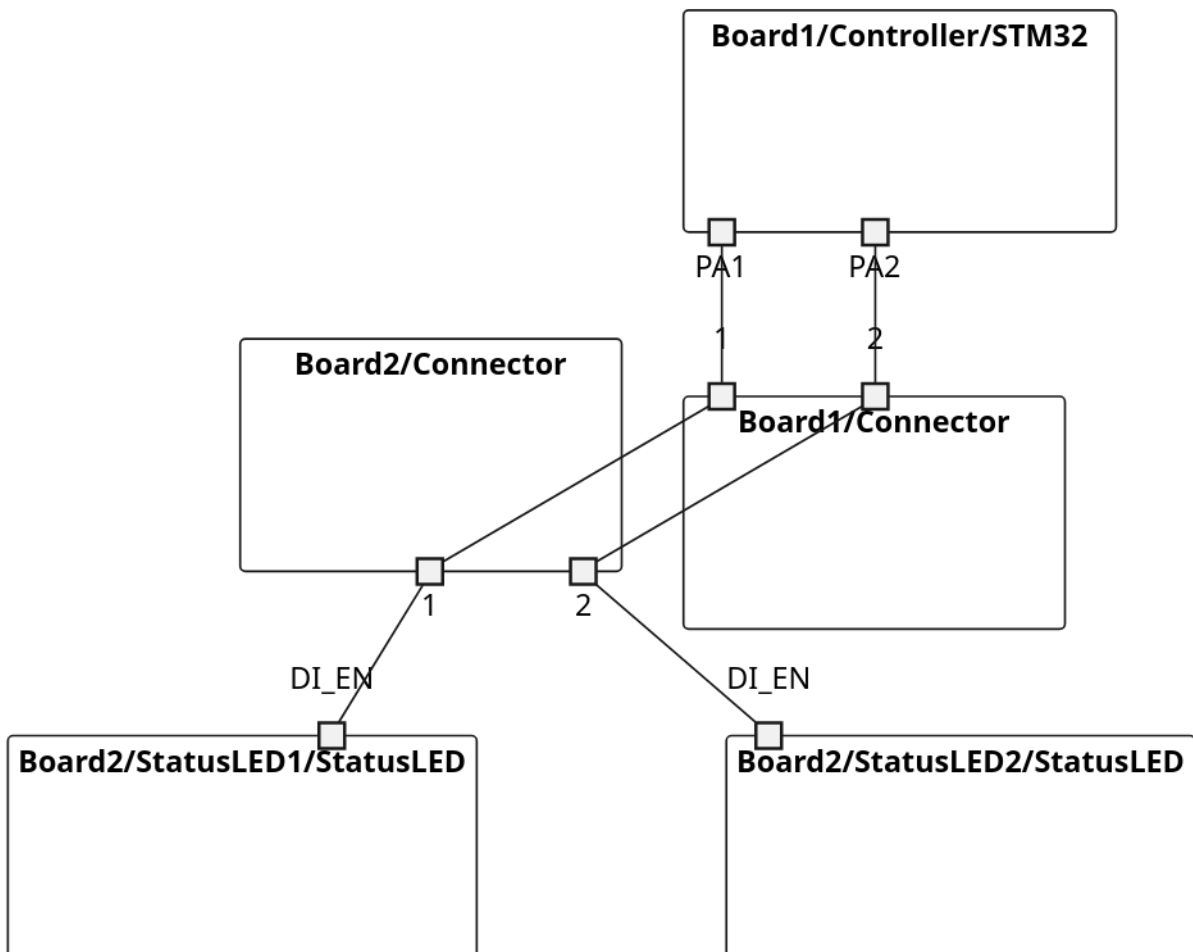 Board1/Controller/STM32
PA1
PA2
1
2
Board2/Connector
Board1/Connector
1
2
DI_EN
DI_EN
Board2/StatusLED1/StatusLED
Board2/StatusLED2/StatusLED